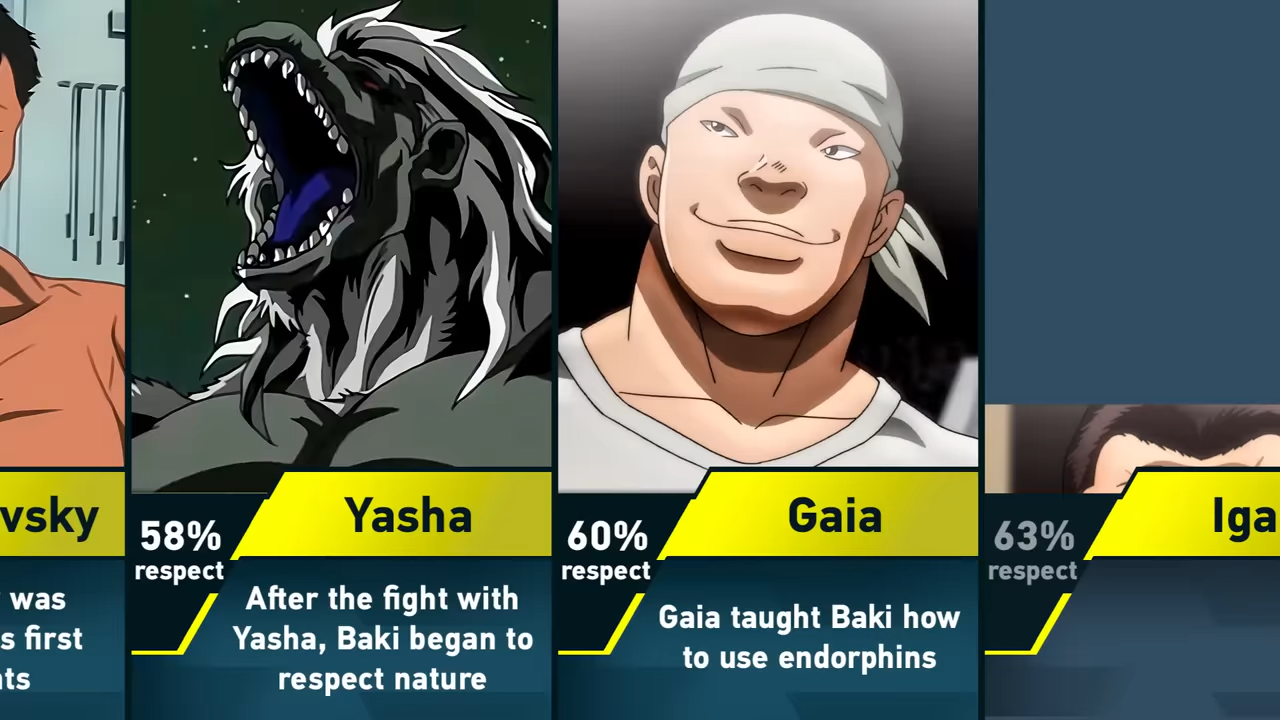 vsky
was
s first
ts
58%
respect
Yasha
After the fight with
Yasha, Baki began to
respect nature
60%
respect
Gaia
Gaia taught Baki how
to use endorphins
63%
respect
Iga